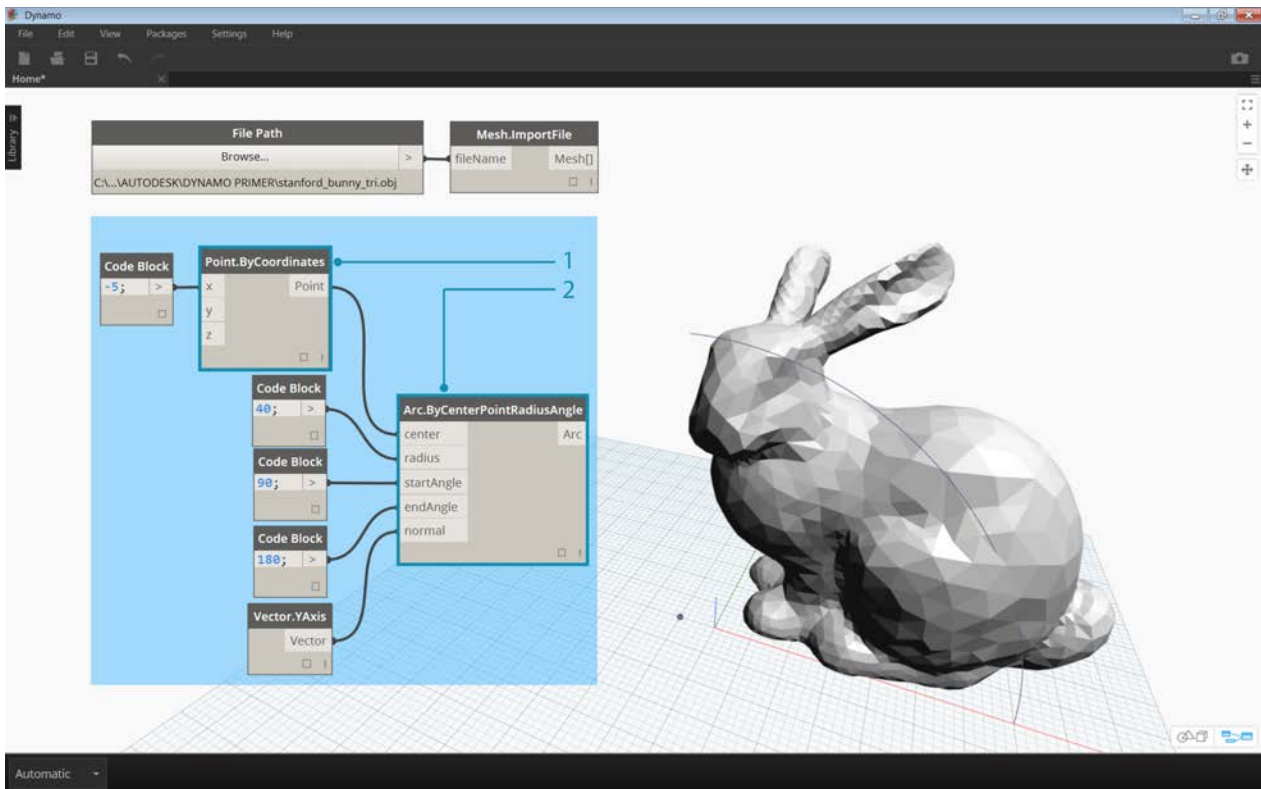 Dynamo
File Edit View Packages Settings Help
Home*
Library
File Path
Browse...
>
C:\...\AUTODESK\DYNAMO PRIMER\stanford_bunny_tri.obj
Mesh.ImportFile
fileName Mesh[]
Code Block
-5; >
Point.ByCoordinates
x Point
y
z
1
2
Code Block
40; >
Code Block
90; >
Code Block
180; >
Vector.YAxis
Vector
Arc.ByCenterPointRadiusAngle
center Arc
radius
startAngle
endAngle
normal
Automatic